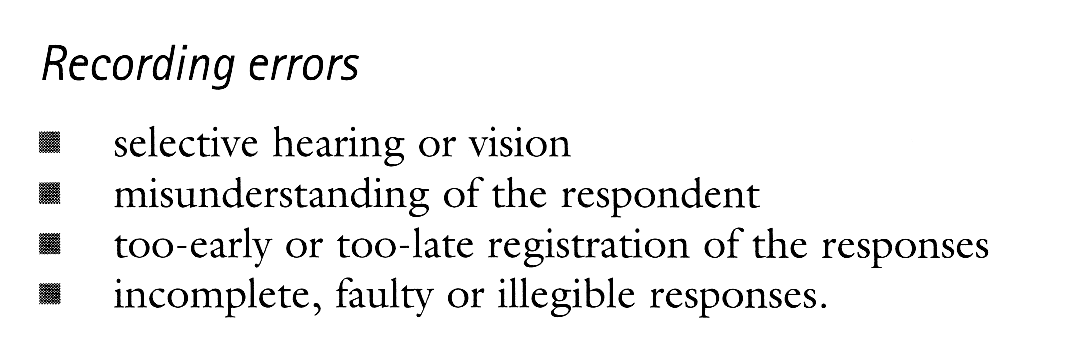 Recording errors
■ selective hearing or vision
■ misunderstanding of the respondent
■ too-early or too-late registration of the responses
■ incomplete, faulty or illegible responses.